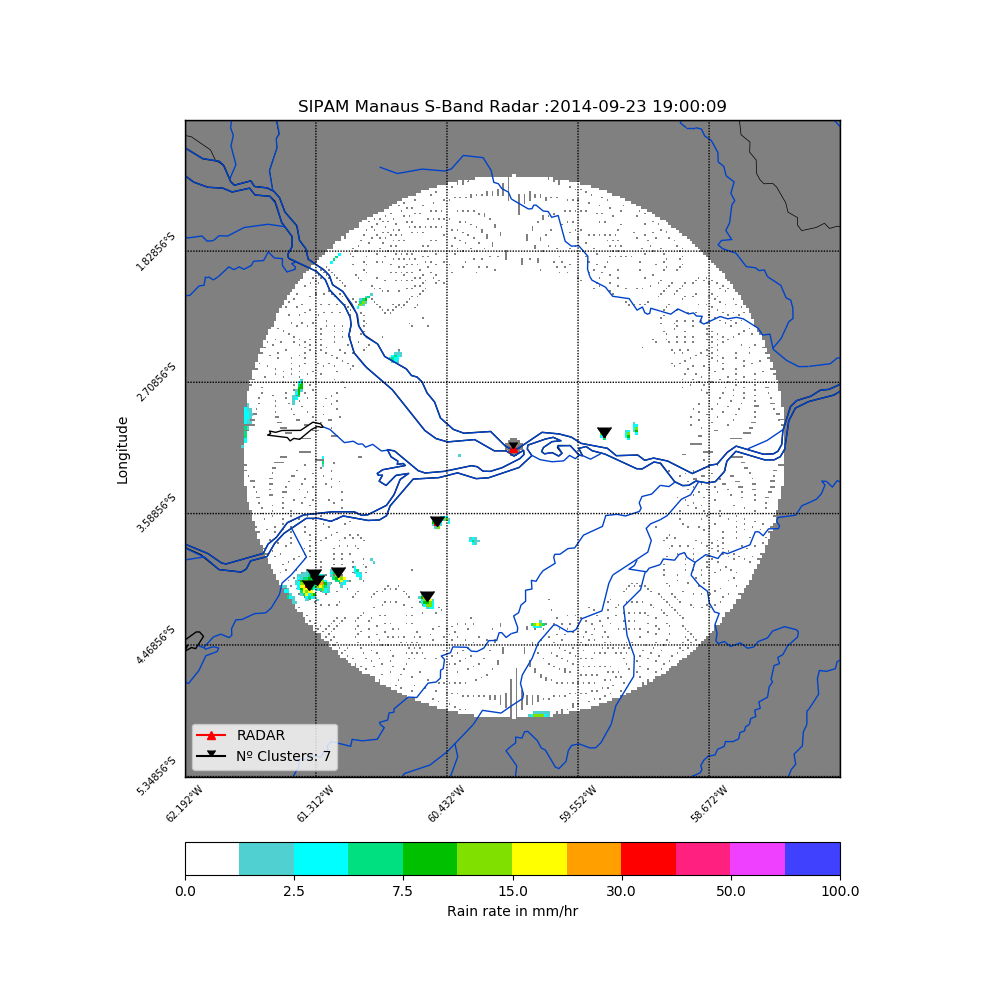 SIPAM Manaus S-Band Radar :2014-09-23 19:00:09
Longitude
1.82856°S
2.70856°S
3.58856°S
4.46856°S
5.34856°S
RADAR
Nº Clusters: 7
62.192°W 61.312°W 60.432°W 59.552°W 58.672°W
0.0 2.5 7.5 15.0 30.0 50.0 100.0
Rain rate in mm/hr